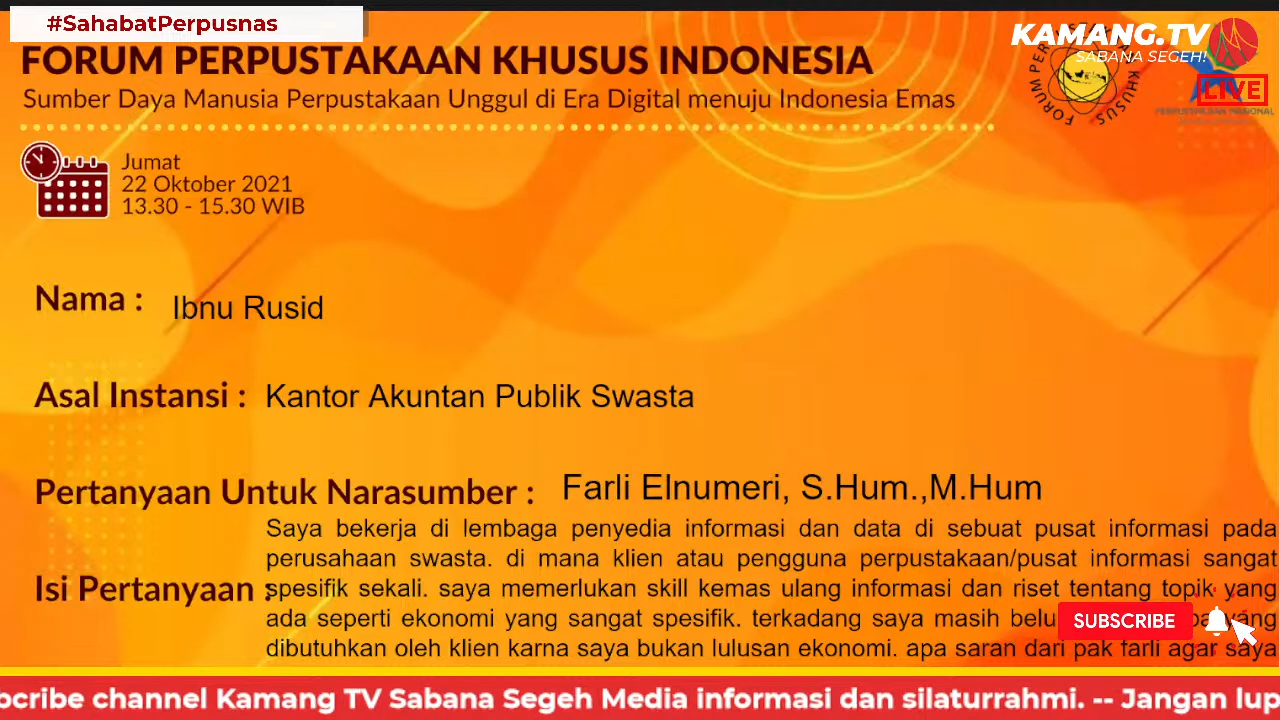 #SahabatPerpusnas
FORUM PERPUSTAKAAN KHUSUS INDONESIA
Sumber Daya Manusia Perpustakaan Unggul di Era Digital menuju Indonesia Emas
KAMANG.TV
SABANA SEGEH!
LIVE
FORUM
KHUSUS
Jumat
22 Oktober 2021
13.30 - 15.30 WIB
Nama :
Ibnu Rusid
Asal Instansi :
Kantor Akuntan Publik Swasta
Pertanyaan Untuk Narasumber :
Farli Elnumeri, S.Hum.,M.Hum
Isi Pertanyaan :
Saya bekerja di lembaga penyedia informasi dan data di sebuat pusat informasi pada
perusahaan swasta. di mana klien atau pengguna perpustakaan/pusat informasi sangat
spesifik sekali. saya memerlukan skill kemas ulang informasi dan riset tentang topik yang
ada seperti ekonomi yang sangat spesifik. terkadang saya masih
dibutuhkan oleh klien karna saya bukan lulusan ekonomi. apa saran dari pak farli agar saya
SUBSCRIBE
bcribe channel Kamang TV Sabana Segeh Media informasi dan silaturrahmi. -- Jangan lup